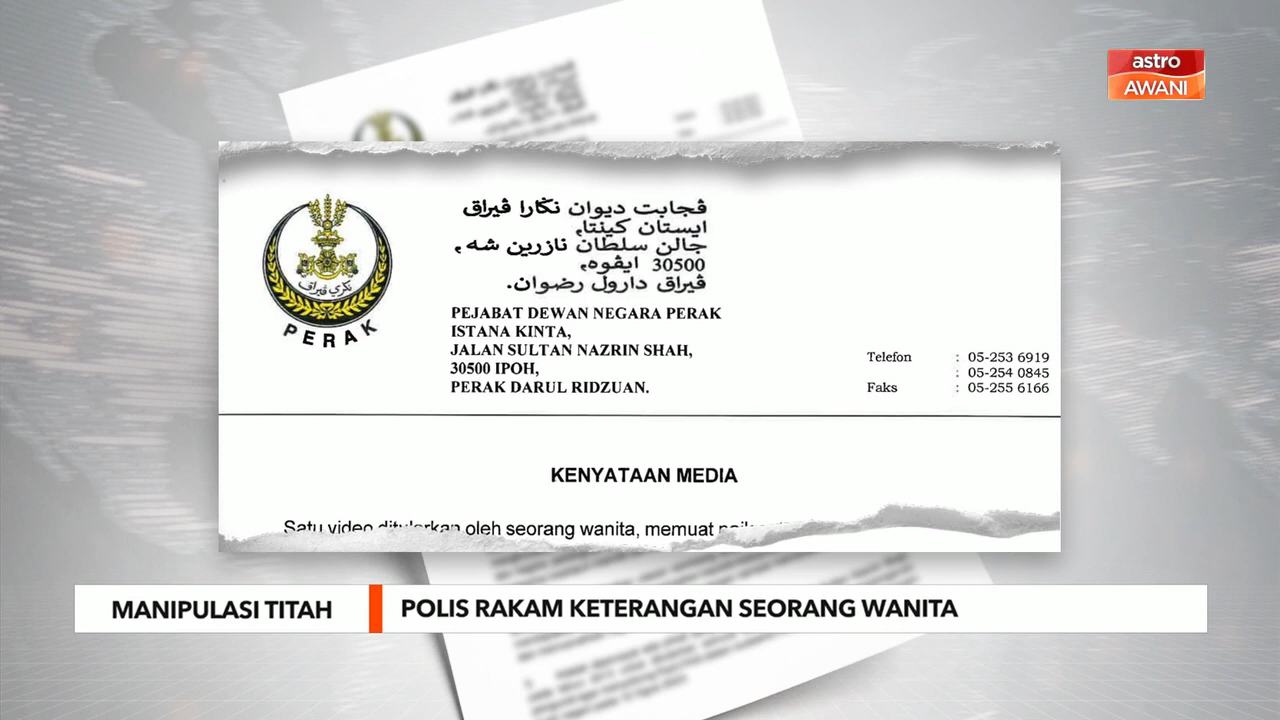 astro
AWANI
ڤجابت ديوان نݢارا ڤيراق
ايستان کينتا,
جالن سلطان نازرين شه,
30500 ايڤوه,
ڤيراق دارول رضوان.
نݢري ڤيراق
PERAK
PEJABAT DEWAN NEGARA PERAK
ISTANA KINTA,
JALAN SULTAN NAZRIN SHAH,
30500 IPOH,
PERAK DARUL RIDZUAN.
Telefon : 05-253 6919
: 05-254 0845
Faks : 05-255 6166
KENYATAAN MEDIA
Satu video ditularkan oleh seorang wanita, memuat
MANIPULASI TITAH
POLIS RAKAM KETERANGAN SEORANG WANITA